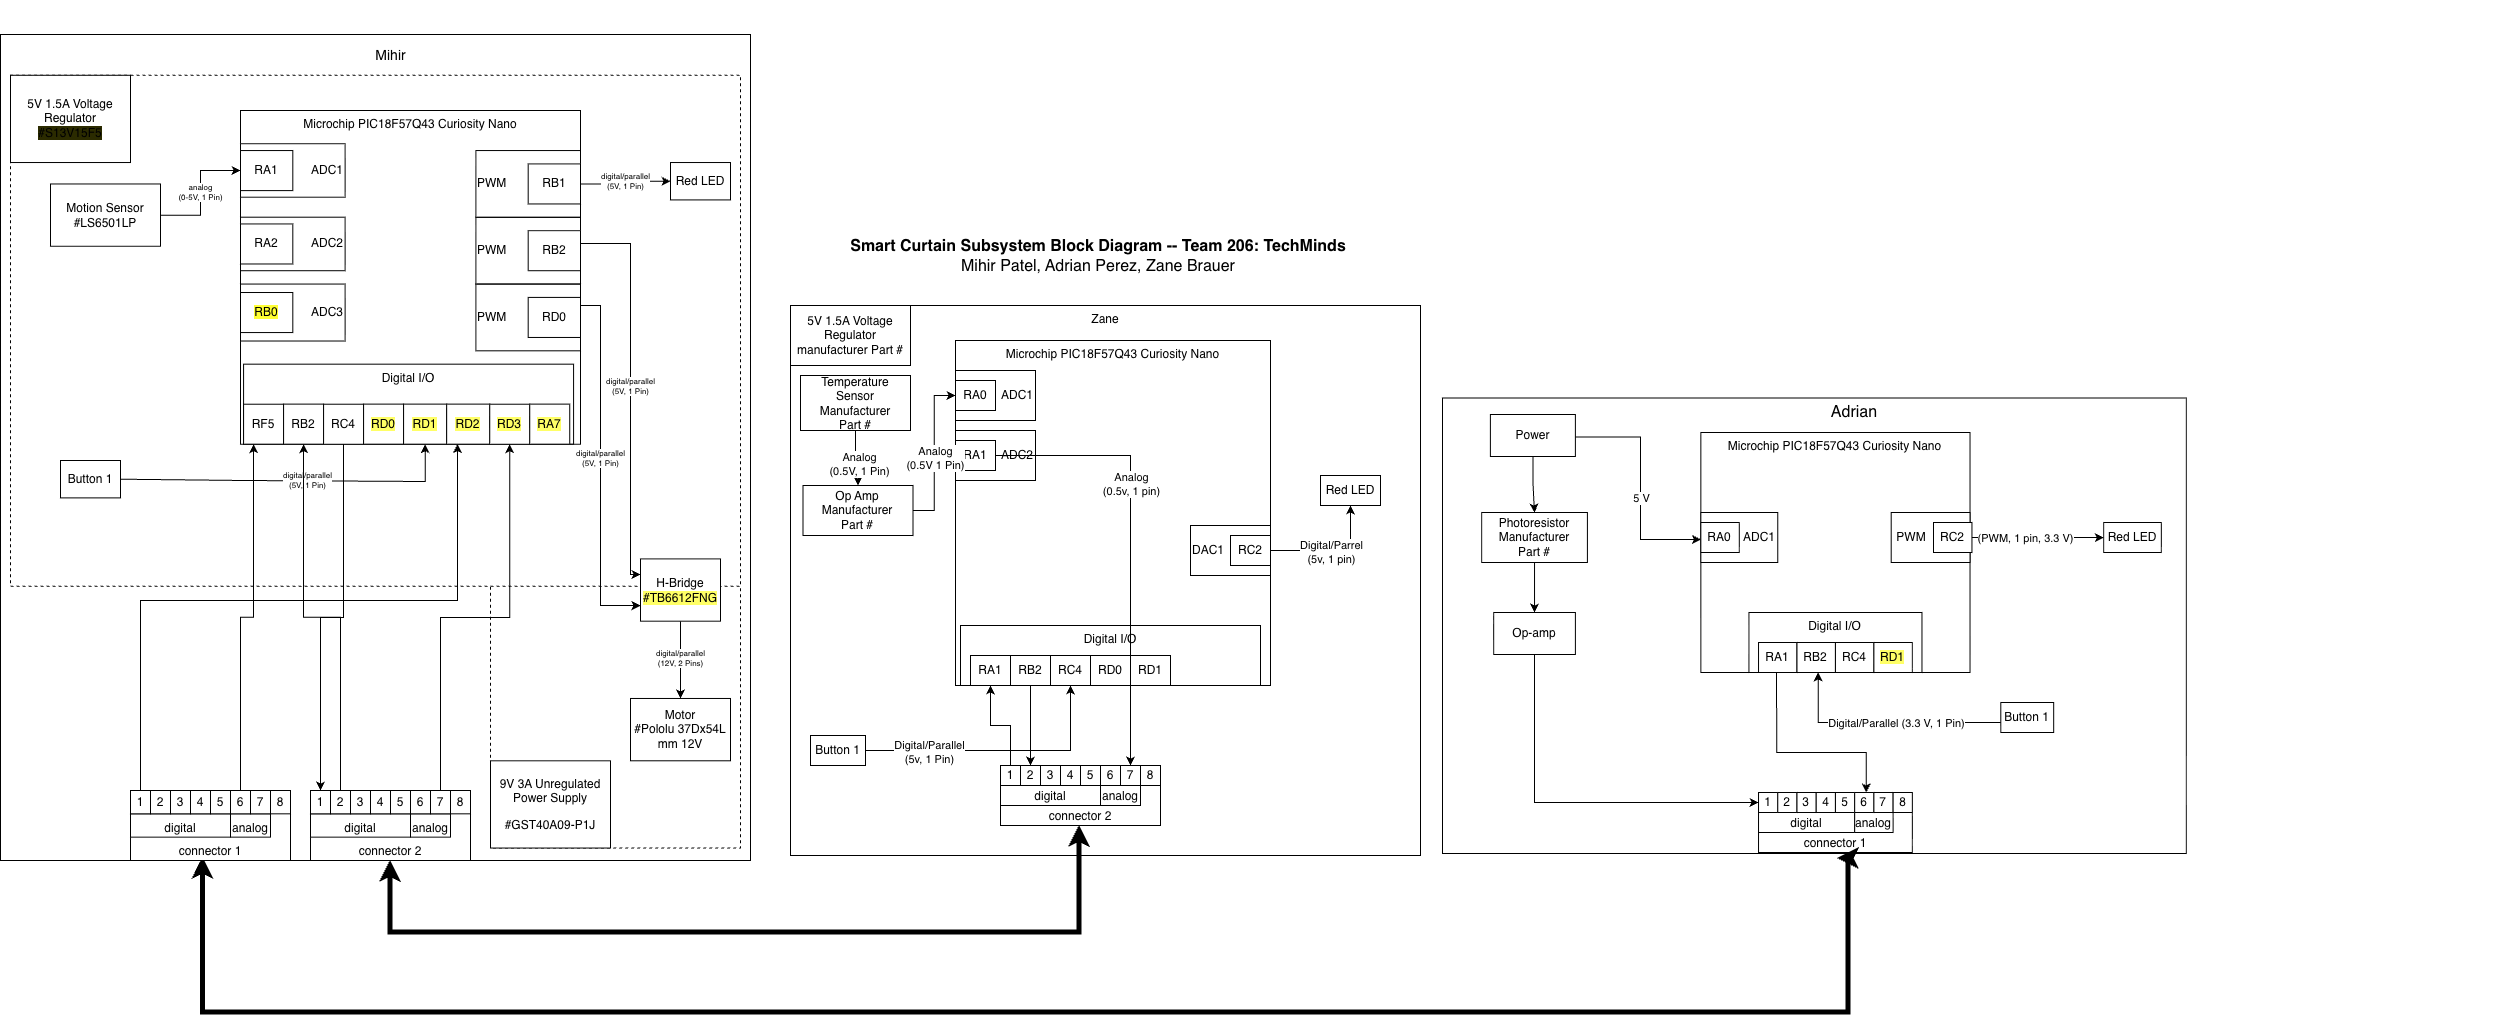 Mihir
5V 1.5A Voltage
Regulator
#S13V15F5
Microchip PIC18F57Q43 Curiosity Nano
RA1
ADC1
PWM
RB1
digital/parallel
(5V, 1 Pin)
Red LED
analog
(0-5V, 1 Pin)
Motion Sensor
#LS6501LP
RA2
ADC2
PWM
RB2
RB0
ADC3
PWM
RD0
Digital I/O
RF5
RB2
RC4
RD0
RD1
RD2
RD3
RA7
digital/parallel
(5V, 1 Pin)
digital/parallel
(5V, 1 Pin)
Button 1
digital/parallel
(5V, 1 Pin)
H-Bridge
#TB6612FNG
digital/parallel
(12V, 2 Pins)
Motor
#Pololu 37Dx54L
mm 12V
9V 3A Unregulated
Power Supply
#GST40A09-P1J
1 2 3 4 5 6 7 8
digital
analog
connector 1
1 2 3 4 5 6 7 8
digital
analog
connector 2
Smart Curtain Subsystem Block Diagram -- Team 206: TechMinds
Mihir Patel, Adrian Perez, Zane Brauer
Zane
5V 1.5A Voltage
Regulator
manufacturer Part #
Microchip PIC18F57Q43 Curiosity Nano
Temperature
Sensor
Manufacturer
Part #
RA0
ADC1
Analog
(0.5V, 1 Pin)
Analog
(0.5V 1 Pin)
RA1
ADC2
Analog
(0.5v, 1 pin)
Op Amp
Manufacturer
Part #
Red LED
DAC1
RC2
Digital/Parrel
(5v, 1 pin)
Digital I/O
RA1
RB2
RC4
RD0
RD1
Button 1
Digital/Parallel
(5v, 1 Pin)
1 2 3 4 5 6 7 8
digital
analog
connector 2
Adrian
Power
Microchip PIC18F57Q43 Curiosity Nano
5 V
Photoresistor
Manufacturer
Part #
RA0
ADC1
PWM
RC2
(PWM, 1 pin, 3.3 V)
Red LED
Op-amp
Digital I/O
RA1
RB2
RC4
RD1
Digital/Parallel (3.3 V, 1 Pin)
Button 1
1 2 3 4 5 6 7 8
digital
analog
connector 1